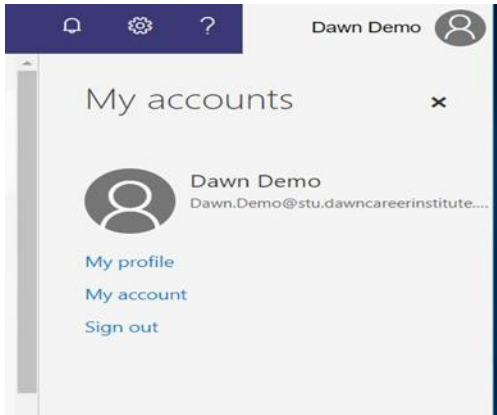 ? Dawn Demo
My accounts ×
Dawn Demo
Dawn.Demo@stu.dawncareerinstitute....
My profile
My account
Sign out